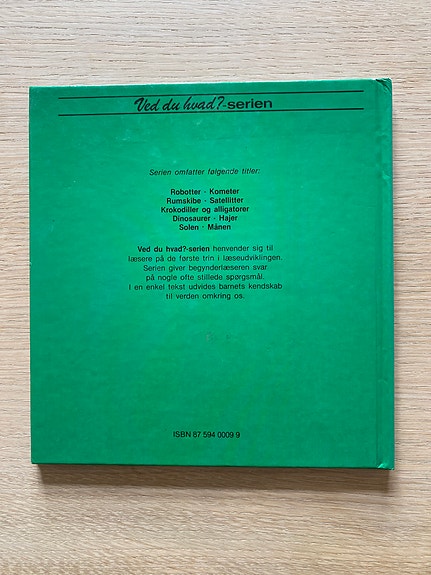 Ved du hvad?-serien
Serien omfatter følgende titler:
Robotter · Kometer
Rumskibe · Satellitter
Krokodiller og alligatorer
Dinosaurer · Hajer
Solen · Månen
Ved du hvad?-serien henvender sig til
læsere på de første trin i læseudviklingen.
Serien giver begynderlæseren svar
på nogle ofte stillede spørgsmål.
I en enkel tekst udvides barnets kendskab
til verden omkring os.
ISBN 87 594 0009 9